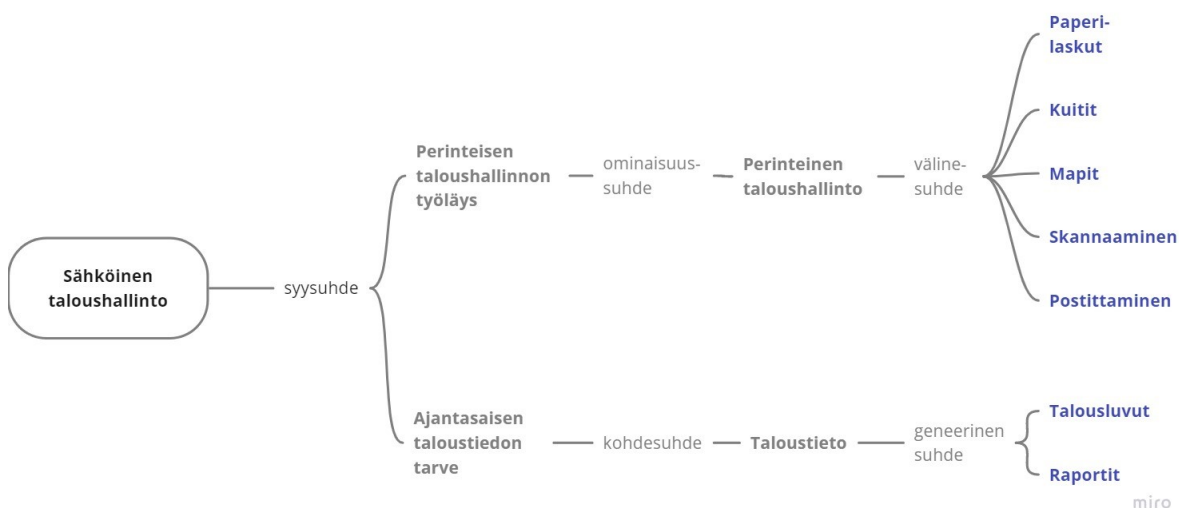 Sähköinen
taloushallinto
syysuhde
Perinteisen
taloushallinnon
työläys
ominaisuus-
suhde
Perinteinen
taloushallinto
väline-
suhde
Paperi-
laskut
Kuitit
Mapit
Skannaaminen
Postittaminen
Ajantasaisen
taloustiedon
tarve
kohdesuhde
Taloustieto
geneerinen
suhde
Talousluvut
Raportit
miro